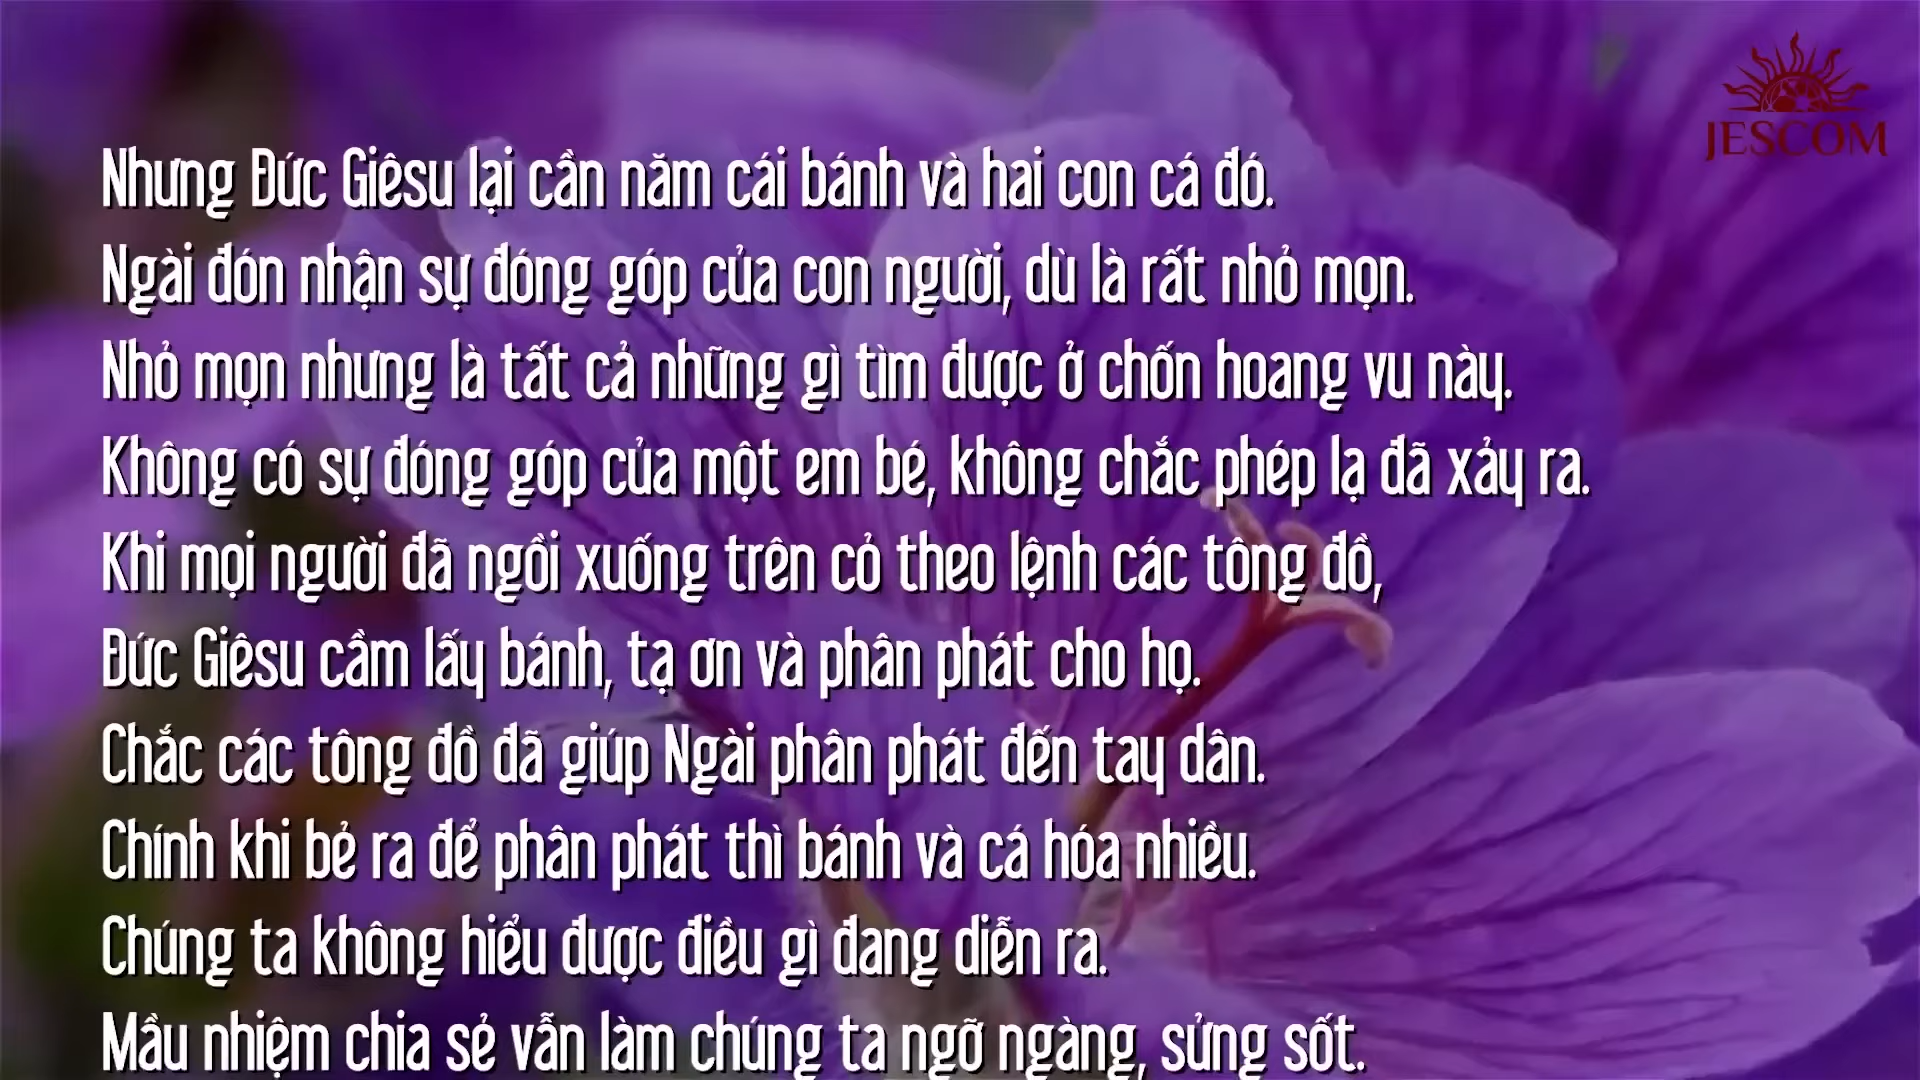 JESCOM
Nhưng Đức Giêsu lại cần năm cái bánh và hai con cá đó.
Ngài đón nhận sự đóng góp của con người, dù là rất nhỏ mọn.
Nhỏ mọn nhưng là tất cả những gì tìm được ở chốn hoang vu này.
Không có sự đóng góp của một em bé, không chắc phép lạ đã xảy ra.
Khi mọi người đã ngồi xuống trên cỏ theo lệnh các tông đồ,
Đức Giêsu cầm lấy bánh, tạ ơn và phân phát cho họ.
Chắc các tông đồ đã giúp Ngài phân phát đến tay dân.
Chính khi bẻ ra để phân phát thì bánh và cá hóa nhiều.
Chúng ta không hiểu được điều gì đang diễn ra.
Mầu nhiệm chia sẻ vẫn làm chúng ta ngỡ ngàng, sửng sốt.